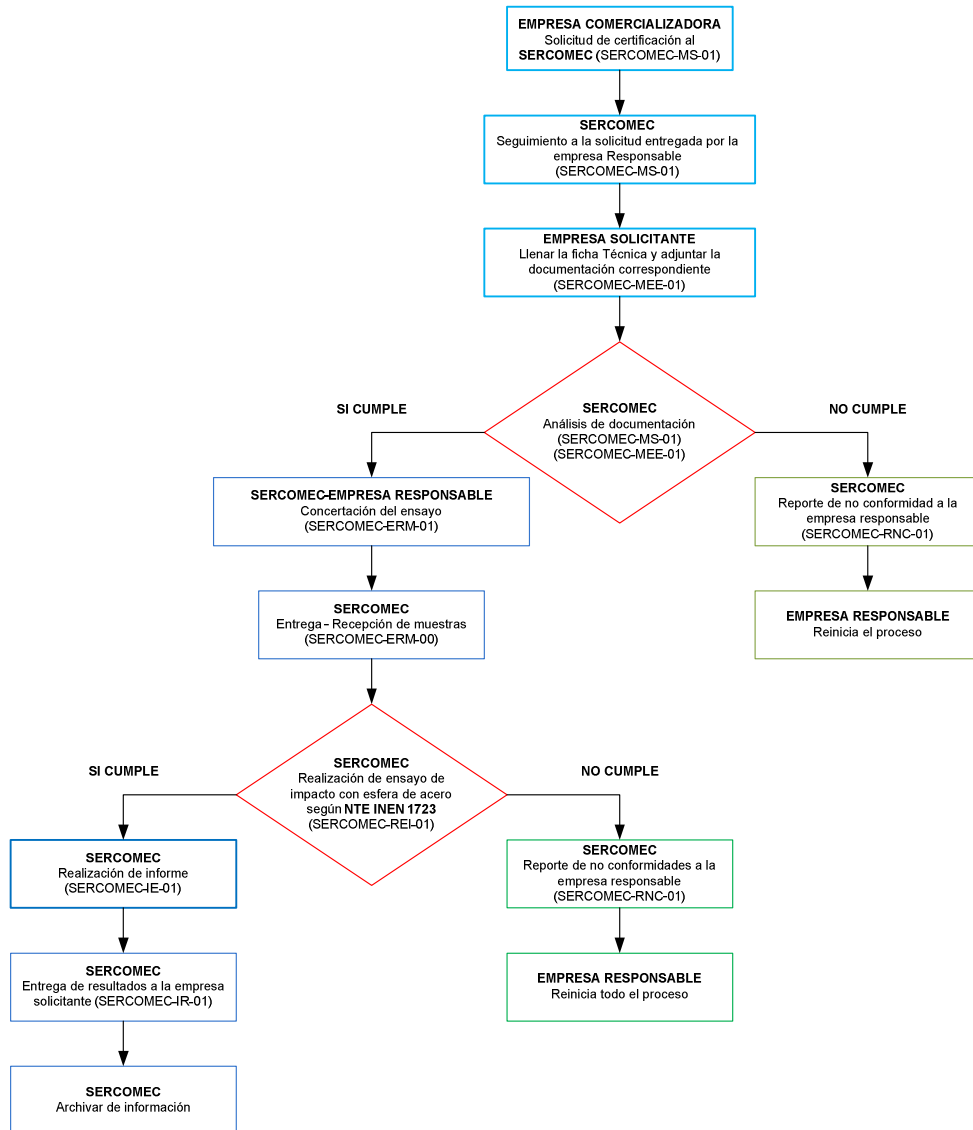 EMPRESA COMERCIALIZADORA
Solicitud de certificación al
SERCOMEC (SERCOMEC-MS-01)
SERCOMEC
Seguimiento a la solicitud entregada por la
empresa Responsable
(SERCOMEC-MS-01)
EMPRESA SOLICITANTE
Llenar la ficha Técnica y adjuntar la
documentación correspondiente
(SERCOMEC-MEE-01)
SI CUMPLE
SERCOMEC
Análisis de documentación
(SERCOMEC-MS-01)
(SERCOMEC-MEE-01)
NO CUMPLE
SERCOMEC-EMPRESA RESPONSABLE
Concertación del ensayo
(SERCOMEC-ERM-01)
SERCOMEC
Reporte de no conformidad a la
empresa responsable
(SERCOMEC-RNC-01)
SERCOMEC
Entrega – Recepción de muestras
(SERCOMEC-ERM-00)
EMPRESA RESPONSABLE
Reinicia el proceso
SI CUMPLE
SERCOMEC
Realización de ensayo de
impacto con esfera de acero
según NTE INEN 1723
(SERCOMEC-REI-01)
NO CUMPLE
SERCOMEC
Realización de informe
(SERCOMEC-IE-01)
SERCOMEC
Reporte de no conformidades a la
empresa responsable
(SERCOMEC-RNC-01)
SERCOMEC
Entrega de resultados a la empresa
solicitante (SERCOMEC-IR-01)
EMPRESA RESPONSABLE
Reinicia todo el proceso
SERCOMEC
Archivar de información